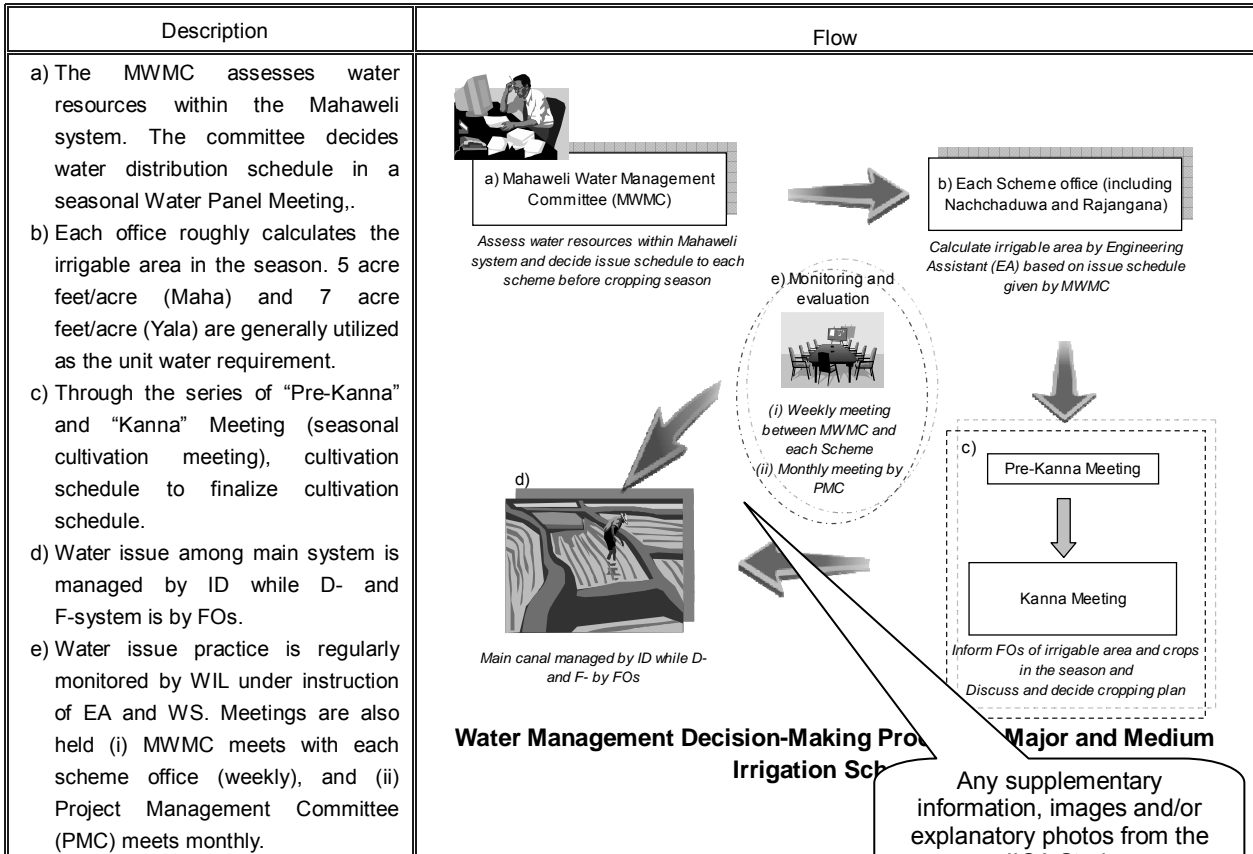 Description
a) The MWMC assesses water
resources within the Mahaweli
system. The committee decides
water distribution schedule in a
seasonal Water Panel Meeting,.
b) Each office roughly calculates the
irrigable area in the season. 5 acre
feet/acre (Maha) and 7 acre
feet/acre (Yala) are generally utilized
as the unit water requirement.
c) Through the series of “Pre-Kanna”
and “Kanna” Meeting (seasonal
cultivation meeting), cultivation
schedule to finalize cultivation
schedule.
d) Water issue among main system is
managed by ID while D- and
F-system is by FOs.
e) Water issue practice is regularly
monitored by WIL under instruction
of EA and WS. Meetings are also
held (i) MWMC meets with each
scheme office (weekly), and (ii)
Project Management Committee
(PMC) meets monthly.
Flow
a) Mahaweli Water Management
Committee (MWMC)
Assess water resources within Mahaweli
system and decide issue schedule to each
scheme before cropping season
b) Each Scheme office (including
Nachchaduwa and Rajangana)
Calculate irrigable area by Engineering
Assistant (EA) based on issue schedule
given by MWMC
e) Monitoring and
evaluation
(i) Weekly meeting
between MWMC and
each Scheme
(ii) Monthly meeting by
PMC
c)
Pre-Kanna Meeting
Kanna Meeting
Inform FOs of irrigable area and crops
in the season and
Discuss and decide cropping plan
d)
Main canal managed by ID while D-
and F- by FOs
Water Management Decision-Making Major and Medium
Irrigation
Any supplementary
information, images and/or
explanatory photos from the